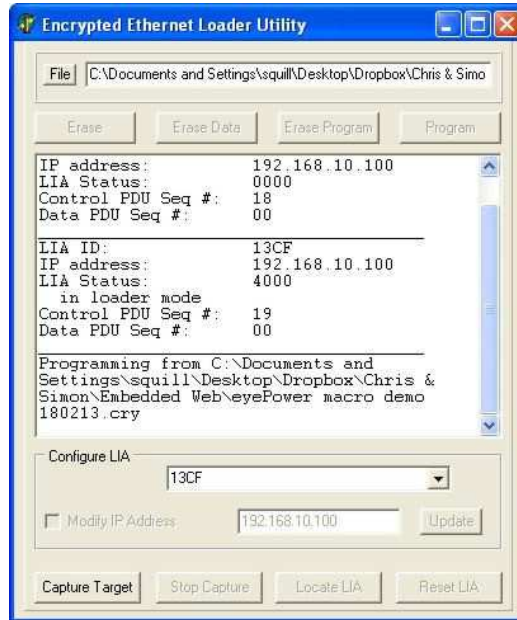 Encrypted Ethernet Loader Utility
File C:\Documents and Settings\squill\Desktop\Dropbox\Chris & Simo
Erase Erase Data Erase Program Program
IP address: 192.168.10.100
LIA Status: 0000
Control PDU Seq #: 18
Data PDU Seq #: 00
LIA ID: 13CF
IP address: 192.168.10.100
LIA Status: 4000
in loader mode
Control PDU Seq #: 19
Data PDU Seq #: 00
Programming from C:\Documents and
Settings\squill\Desktop\Dropbox\Chris &
Simon\Embedded Web\eyePower macro demo
180213.cry
Configure LIA
13CF
Modify IP Address 192.168.10.100 Update
Capture Target Stop Capture Locate LIA Reset LIA